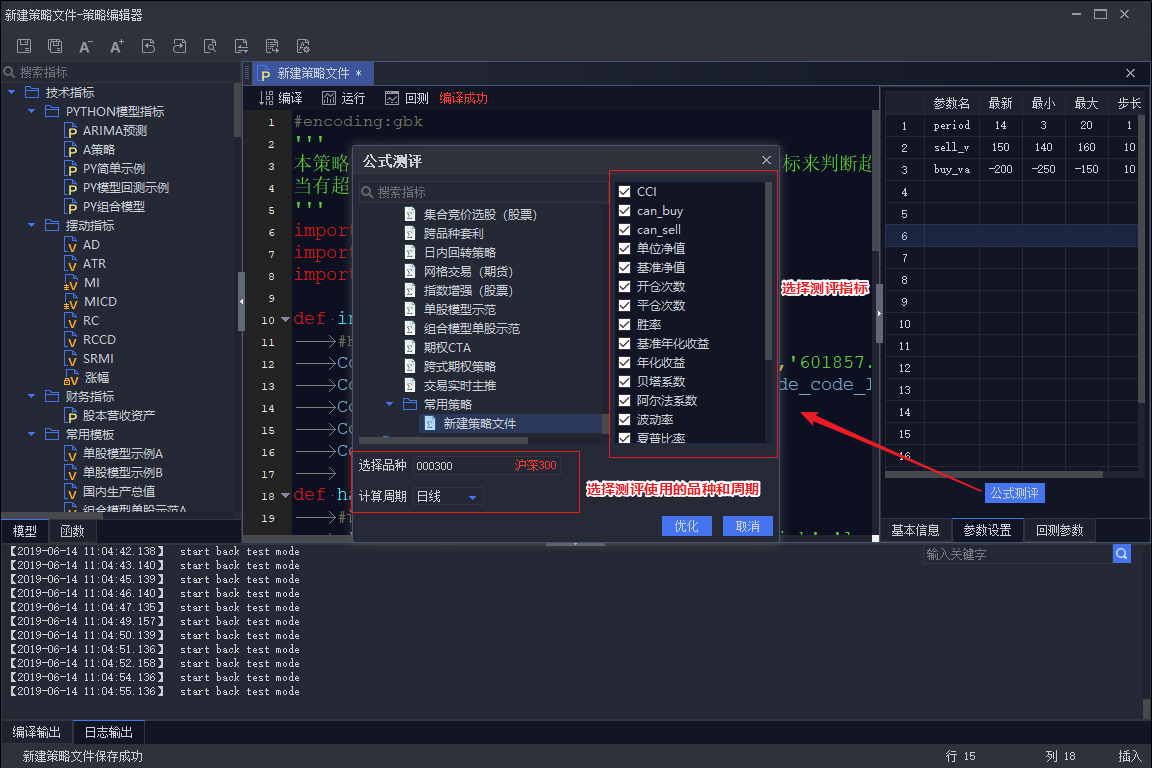 新建策略文件-策略编辑器
搜索指标
技术指标
PYTHON模型指标
ARIMA预测
A策略
PY简单示例
PY模型回测示例
PY组合模型
摆动指标
AD
ATR
MI
MICD
RC
RCCD
SRMI
涨幅
财务指标
股本营收资产
常用模板
单股模型示例A
单股模型示例B
国内生产总值
组合模型单股示范A
模型 函数
新建策略文件 *
编译 运行 回测 编译成功
1 #encoding:gbk
2 '''
3 本策略 标来判断超
4 当有超
5 '''
6 import
7 import
8 import
9
10 def in
11
12 Co ,'601857.
13 Co de_code_l
14 Co
15 Co
16 Co
17
18 def ha
19
公式测评
搜索指标
集合竞价选股（股票）
跨品种套利
日内回转策略
网格交易（期货）
指数增强（股票）
单股模型示范
组合模型单股示范
期权CTA
跨式期权策略
交易实时主推
常用策略
新建策略文件
选择品种 000300 沪深300
计算周期 日线
CCI
can_buy
can_sell
单位净值
基准净值
开仓次数
平仓次数
胜率
基准年化收益
年化收益
贝塔系数
阿尔法系数
波动率
夏普比率
选择测评指标
选择测评使用的品种和周期
优化 取消
参数名 最新 最小 最大 步长
1 period 14 3 20 1
2 sell_v 150 140 160 10
3 buy_va -200 -250 -150 10
4
5
6
7
8
9
10
11
12
13
14
15
16
公式测评
基本信息 参数设置 回测参数
输入关键字
【2019-06-14 11:04:42.138】 start back test mode
【2019-06-14 11:04:43.140】 start back test mode
【2019-06-14 11:04:45.139】 start back test mode
【2019-06-14 11:04:46.140】 start back test mode
【2019-06-14 11:04:47.135】 start back test mode
【2019-06-14 11:04:49.157】 start back test mode
【2019-06-14 11:04:50.139】 start back test mode
【2019-06-14 11:04:51.136】 start back test mode
【2019-06-14 11:04:52.158】 start back test mode
【2019-06-14 11:04:54.136】 start back test mode
【2019-06-14 11:04:55.136】 start back test mode
编译输出 日志输出
新建策略文件保存成功
行 15 列 18 插入